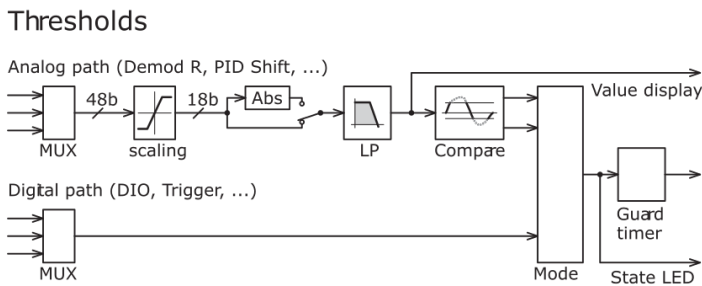 Thresholds
Analog path (Demod R, PID Shift, ...)
48b
18b
Abs
Value display
MUX
scaling
LP
Compare
Digital path (DIO, Trigger, ...)
Guard
timer
MUX
Mode
State LED